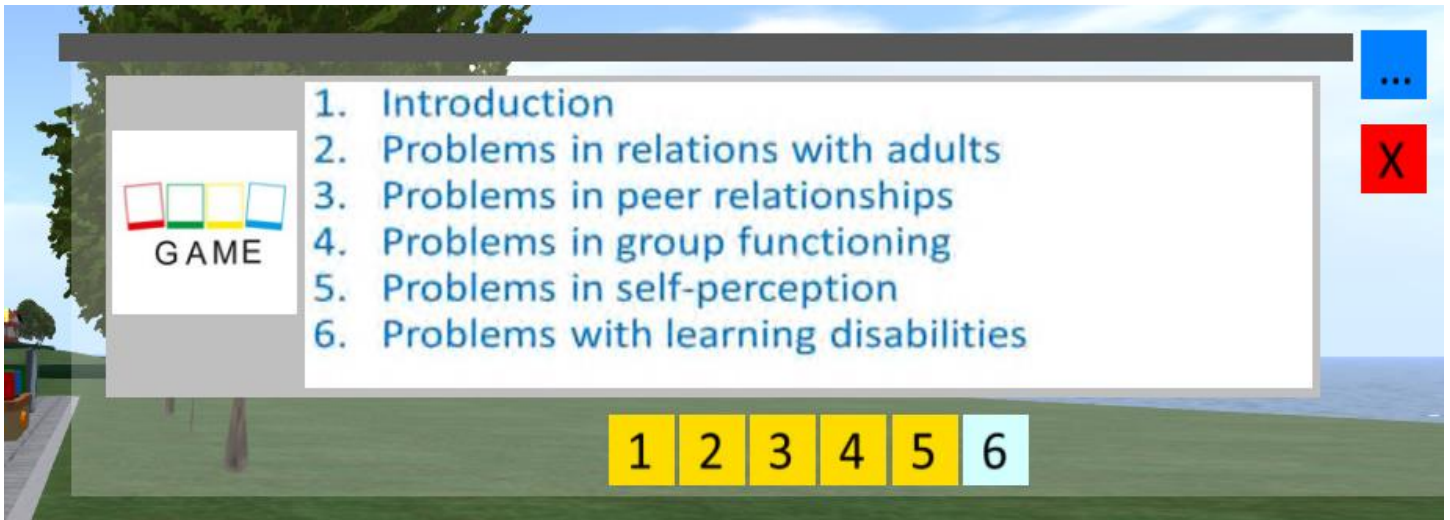 ...
1. Introduction
2. Problems in relations with adults
X
3. Problems in peer relationships
4. Problems in group functioning
GAME
5. Problems in self-perception
6. Problems with learning disabilities
1 2 3 4 5 6